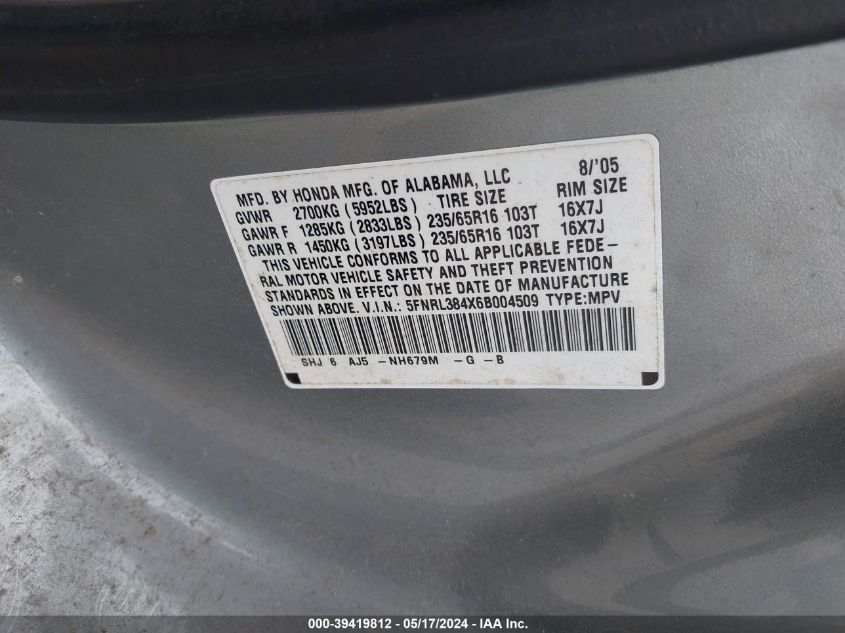 MFD. BY HONDA MFG. OF ALABAMA, LLC 8/'05
GVWR 2700KG (5952LBS) TIRE SIZE RIM SIZE
GAWR F 1285KG (2833LBS) 235/65R16 103T 16X7J
GAWR R 1450KG (3197LBS) 235/65R16 103T 16X7J
THIS VEHICLE CONFORMS TO ALL APPLICABLE FEDE-
RAL MOTOR VEHICLE SAFETY AND THEFT PREVENTION
STANDARDS IN EFFECT ON THE DATE OF MANUFACTURE
SHOWN ABOVE. V.I.N.: 5FNRL384X6B004509 TYPE:MPV
SHJ 6 AJ5 -NH679M -G -B
000-39419812 - 05/17/2024 - IAA Inc.